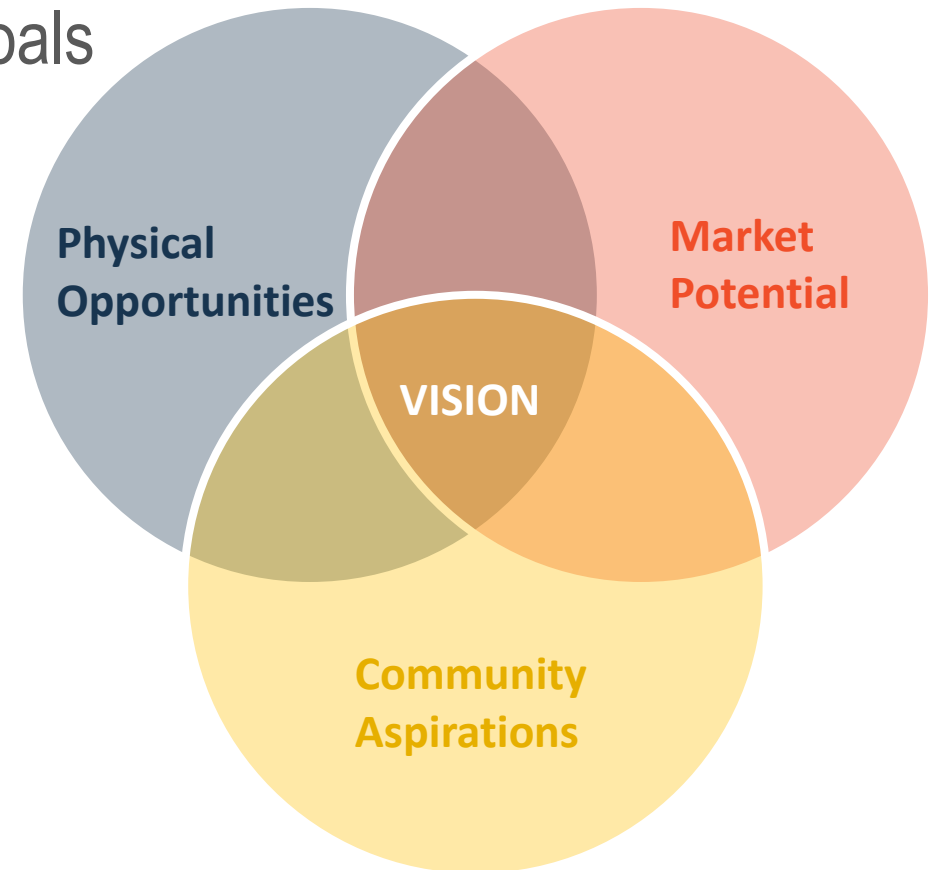 oals
Physical
Opportunities
Market
Potential
VISION
Community
Aspirations